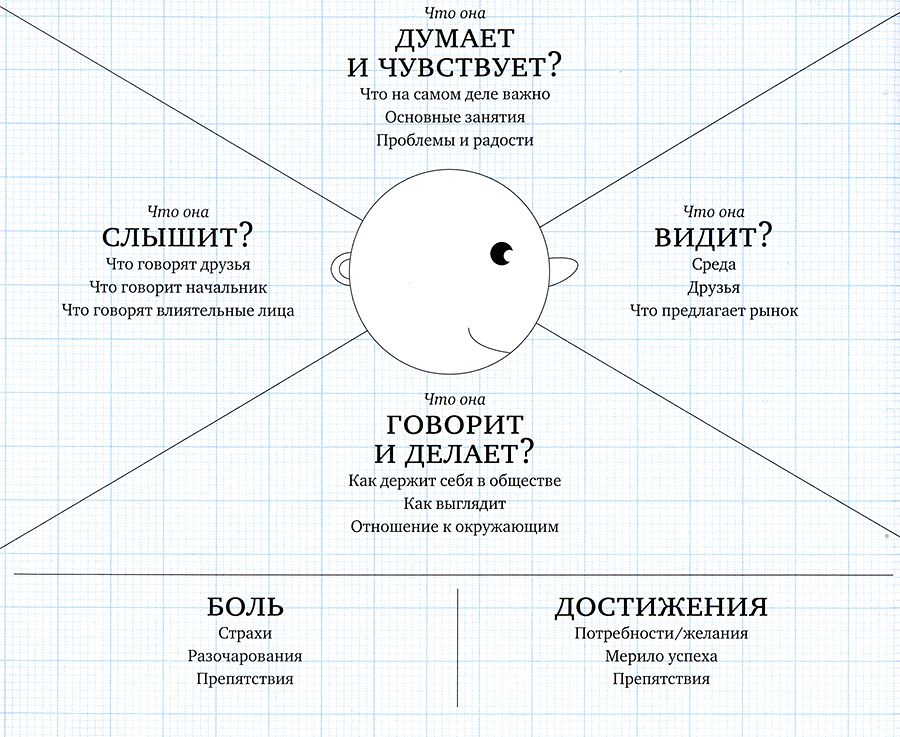 Что она
ДУМАЕТ
И ЧУВСТВУЕТ?
Что на самом деле важно
Основные занятия
Проблемы и радости
Что она
СЛЫШИТ?
Что говорят друзья
Что говорит начальник
Что говорят влиятельные лица
Что она
ВИДИТ?
Среда
Друзья
Что предлагает рынок
Что она
ГОВОРИТ
И ДЕЛАЕТ?
Как держит себя в обществе
Как выглядит
Отношение к окружающим
БОЛЬ
Страхи
Разочарования
Препятствия
ДОСТИЖЕНИЯ
Потребности/желания
Мерило успеха
Препятствия